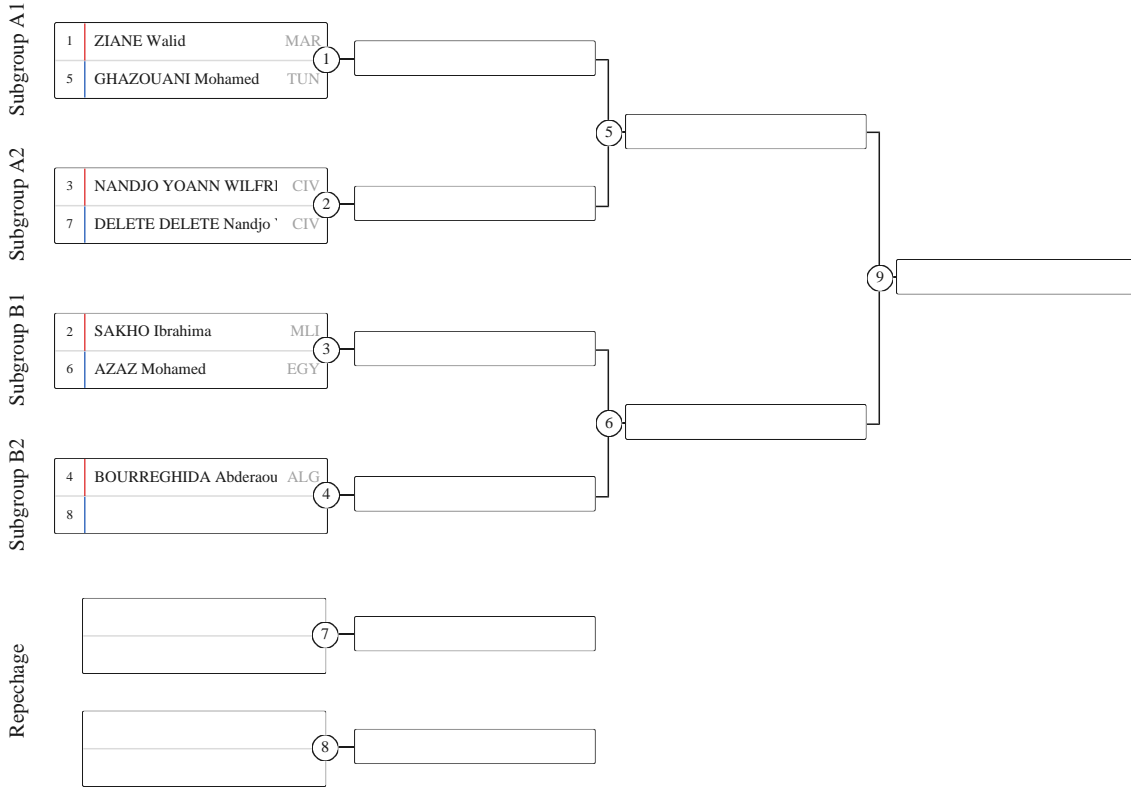 Subgroup A1
1 ZIANE Walid MAR
5 GHAZOUANI Mohamed TUN
1
5
Subgroup A2
3 NANDJO YOANN WILFRI CIV
7 DELETE DELETE Nandjo CIV
2
9
Subgroup B1
2 SAKHO Ibrahima MLI
6 AZAZ Mohamed EGY
3
6
Subgroup B2
4 BOURREGHIDA Abderaou ALG
8
4
Repechage
7
8